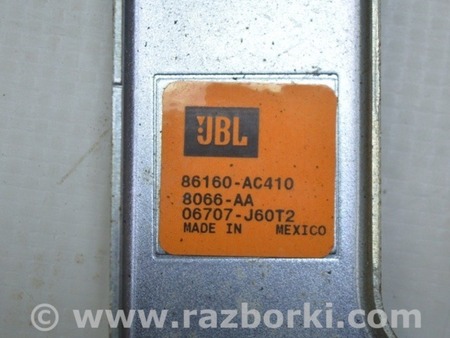 JBL
86160-AC410
8066-AA
06707-J60T2
MADE IN MEXICO
© www.razborki.com